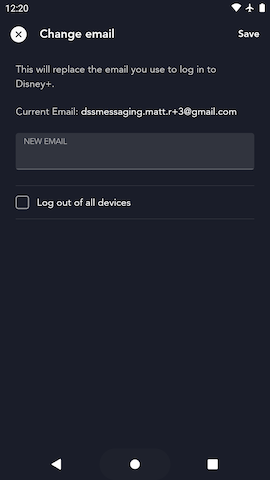 12:20
Change email
Save
This will replace the email you use to log in to
Disney+.
Current Email: dssmessaging.matt.r+3@gmail.com
NEW EMAIL
Log out of all devices